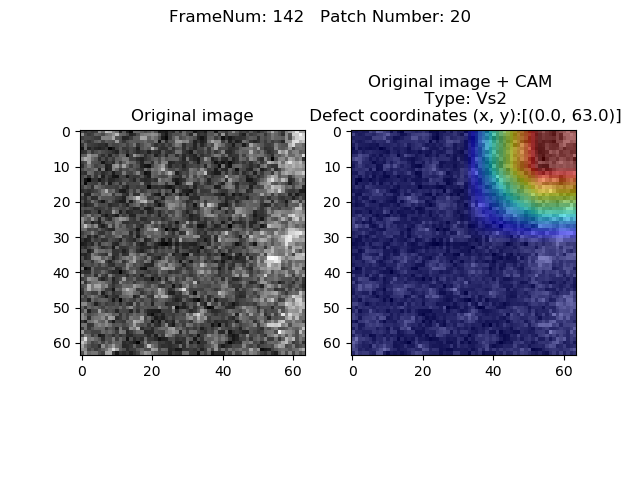 FrameNum: 142   Patch Number: 20
Original image
Original image + CAM
Type: Vs2
Defect coordinates (x, y):[(0.0, 63.0)]
0
10
20
30
40
50
60
0 20 40 60
0
10
20
30
40
50
60
0 20 40 60